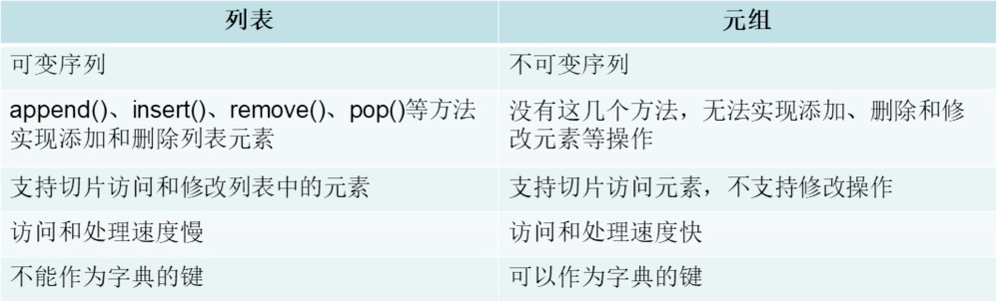 列表
元组
可变序列
不可变序列
append()、insert()、remove()、pop()等方法
实现添加和删除列表元素
没有这几个方法，无法实现添加、删除和修
改元素等操作
支持切片访问和修改列表中的元素
支持切片访问元素，不支持修改操作
访问和处理速度慢
访问和处理速度快
不能作为字典的键
可以作为字典的键